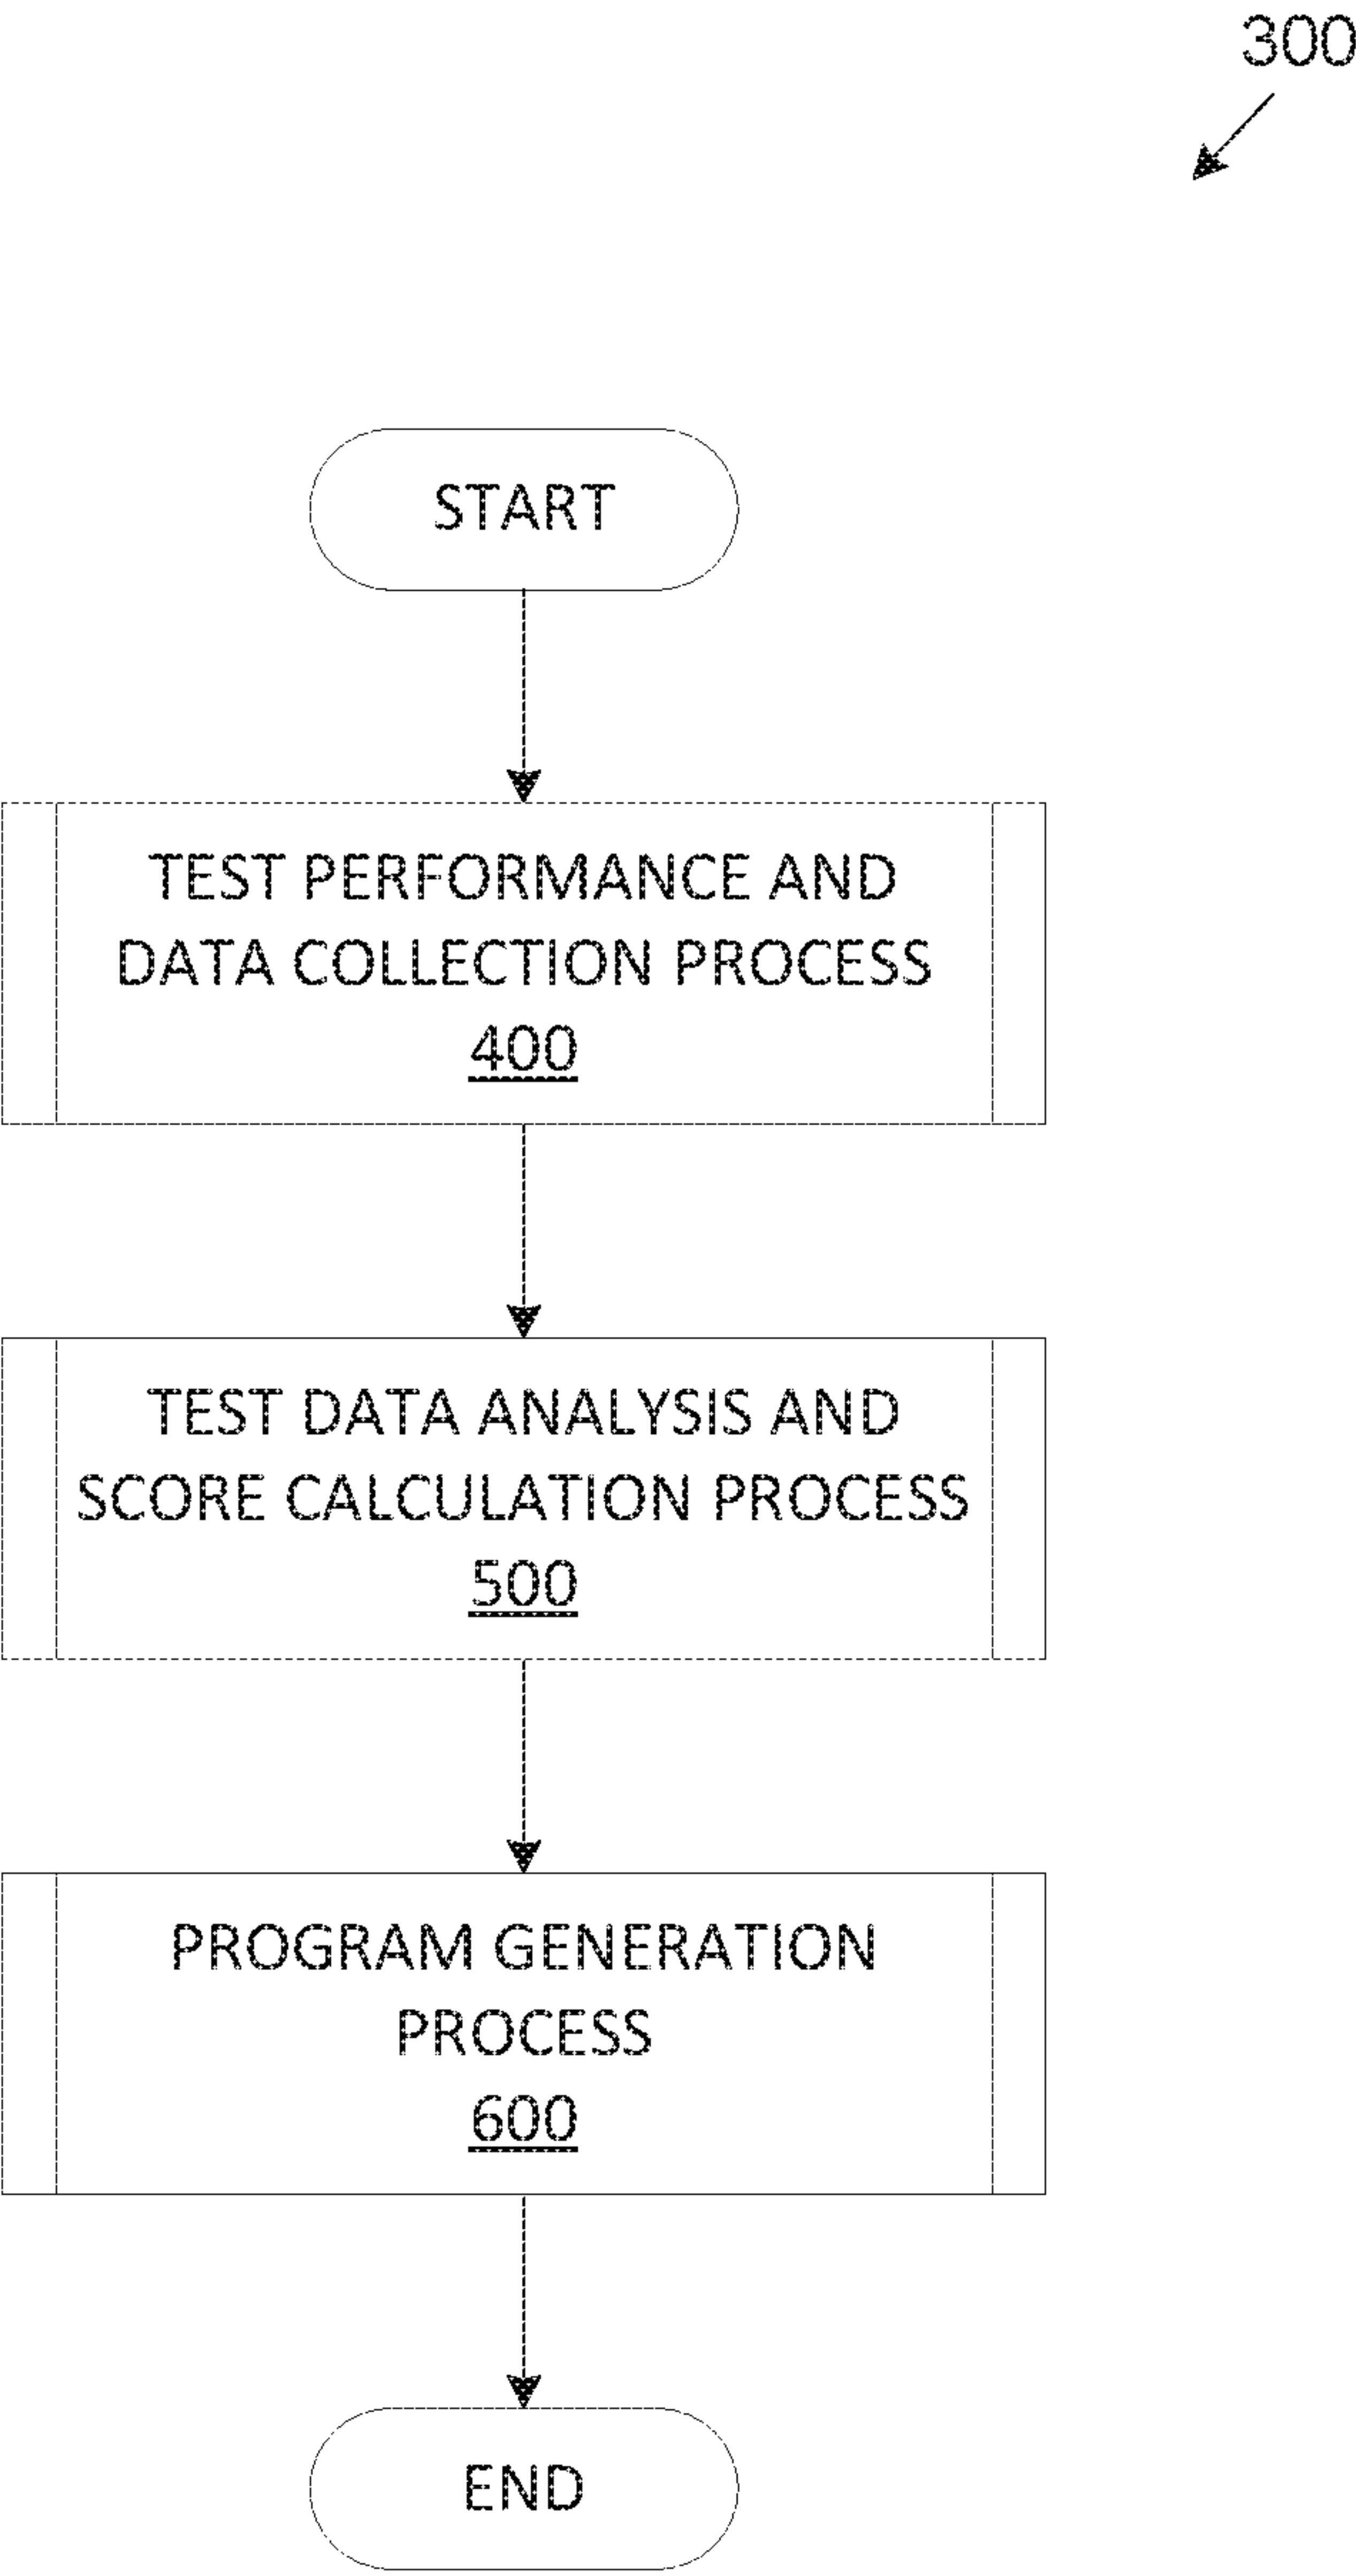 300
START
TEST PERFORMANCE AND
DATA COLLECTION PROCESS
400
TEST DATA ANALYSIS AND
SCORE CALCULATION PROCESS
500
PROGRAM GENERATION
PROCESS
600
END